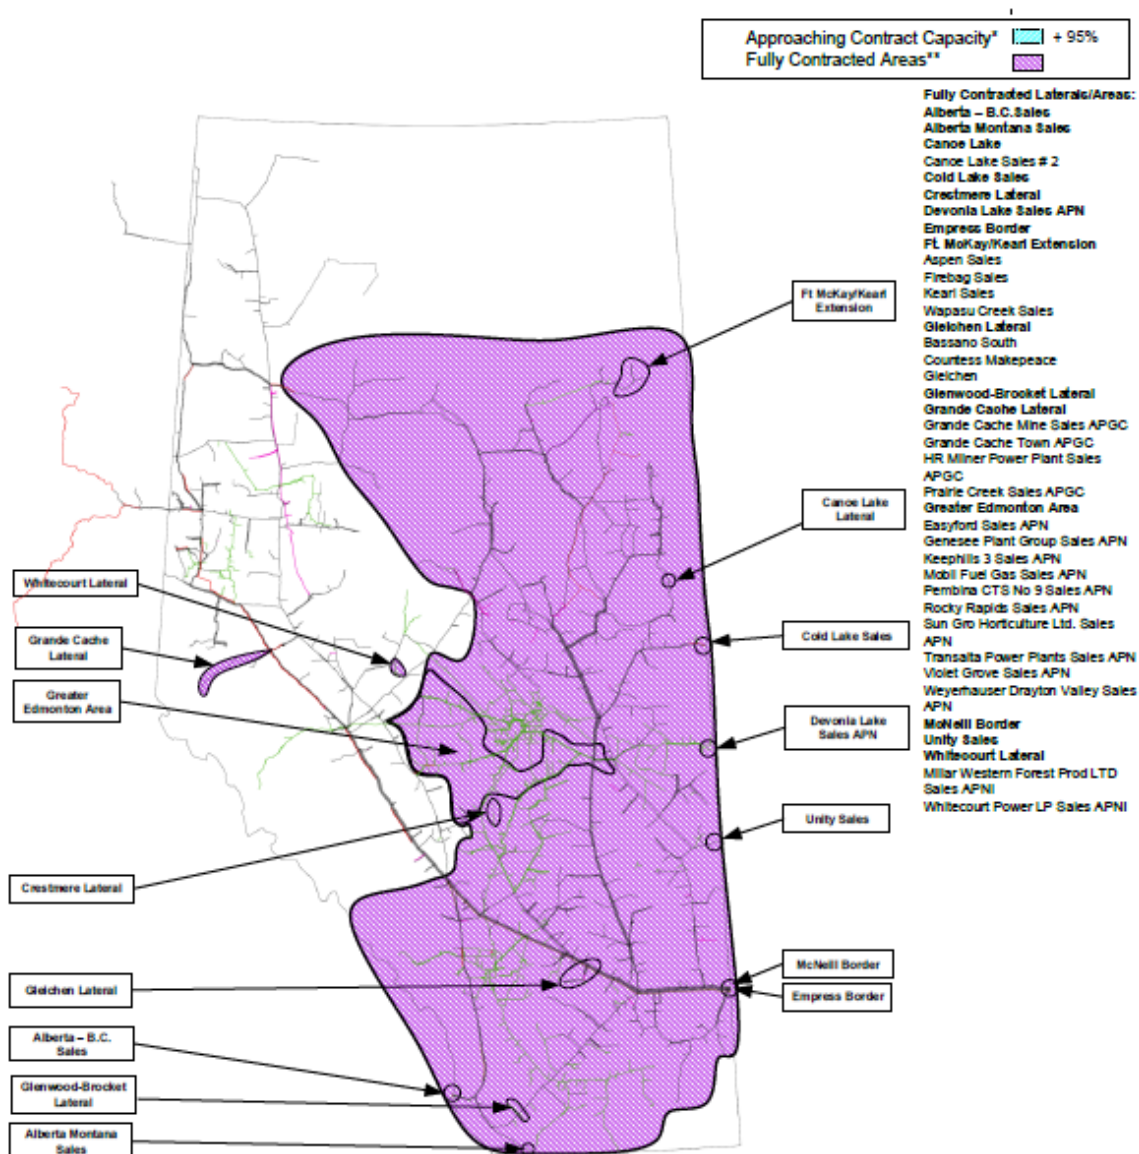 Approaching Contract Capacity* + 95%
Fully Contracted Areas**
Fully Contracted Laterals/Areas:
Alberta – B.C.Sales
Alberta Montana Sales
Canoe Lake
Canoe Lake Sales # 2
Cold Lake Sales
Crestmere Lateral
Devonia Lake Sales APN
Empress Border
Ft. McKay/Kearl Extension
Aspen Sales
Firebag Sales
Kearl Sales
Wapasu Creek Sales
Gleichen Lateral
Bassano South
Countess Makepeace
Gleichen
Glenwood-Brocket Lateral
Grande Cache Lateral
Grande Cache Mine Sales APGC
Grande Cache Town APGC
HR Milner Power Plant Sales
APGC
Prairie Creek Sales APGC
Greater Edmonton Area
Easyford Sales APN
Genesee Plant Group Sales APN
Keephills 3 Sales APN
Mobil Fuel Gas Sales APN
Pembina CTS No 9 Sales APN
Rocky Rapids Sales APN
Sun Gro Horticulture Ltd. Sales
APN
Transalta Power Plants Sales APN
Violet Grove Sales APN
Weyerhauser Drayton Valley Sales
APN
McNeill Border
Unity Sales
Whitecourt Lateral
Millar Western Forest Prod LTD
Sales APNI
Whitecourt Power LP Sales APNI
Ft McKay/Kearl
Extension
Canoe Lake
Lateral
Cold Lake Sales
Devonia Lake
Sales APN
Unity Sales
McNeill Border
Empress Border
Whitecourt Lateral
Grande Cache
Lateral
Greater
Edmonton Area
Crestmere Lateral
Gleichen Lateral
Alberta – B.C.
Sales
Glenwood-Brocket
Lateral
Alberta Montana
Sales